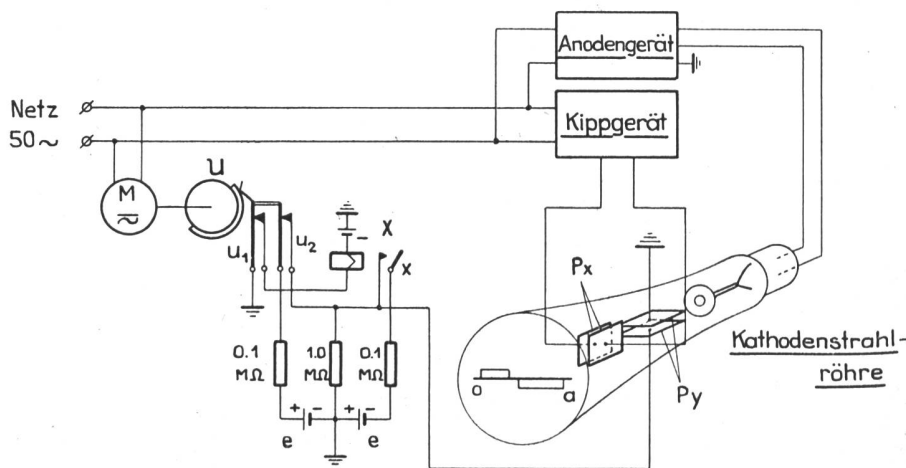 Anodengerät
Netz
50~
Kippgerät
M
U
u1
u2
-
X
x
Px
0.1
MΩ
1.0
MΩ
0.1
MΩ
+ -
+ -
e
e
o
a
Py
Kathodenstrahl-
röhre